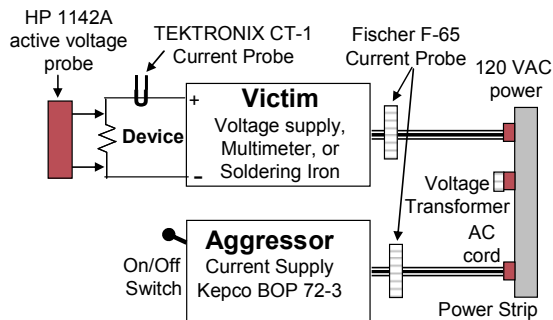 HP 1142A
active voltage
probe
TEKTRONIX CT-1
Current Probe
Fischer F-65
Current Probe
120 VAC
power
+
Device
–
Victim
Voltage supply,
Multimeter, or
Soldering Iron
Voltage
Transformer
On/Off
Switch
Aggressor
Current Supply
Kepco BOP 72-3
AC
cord
Power Strip